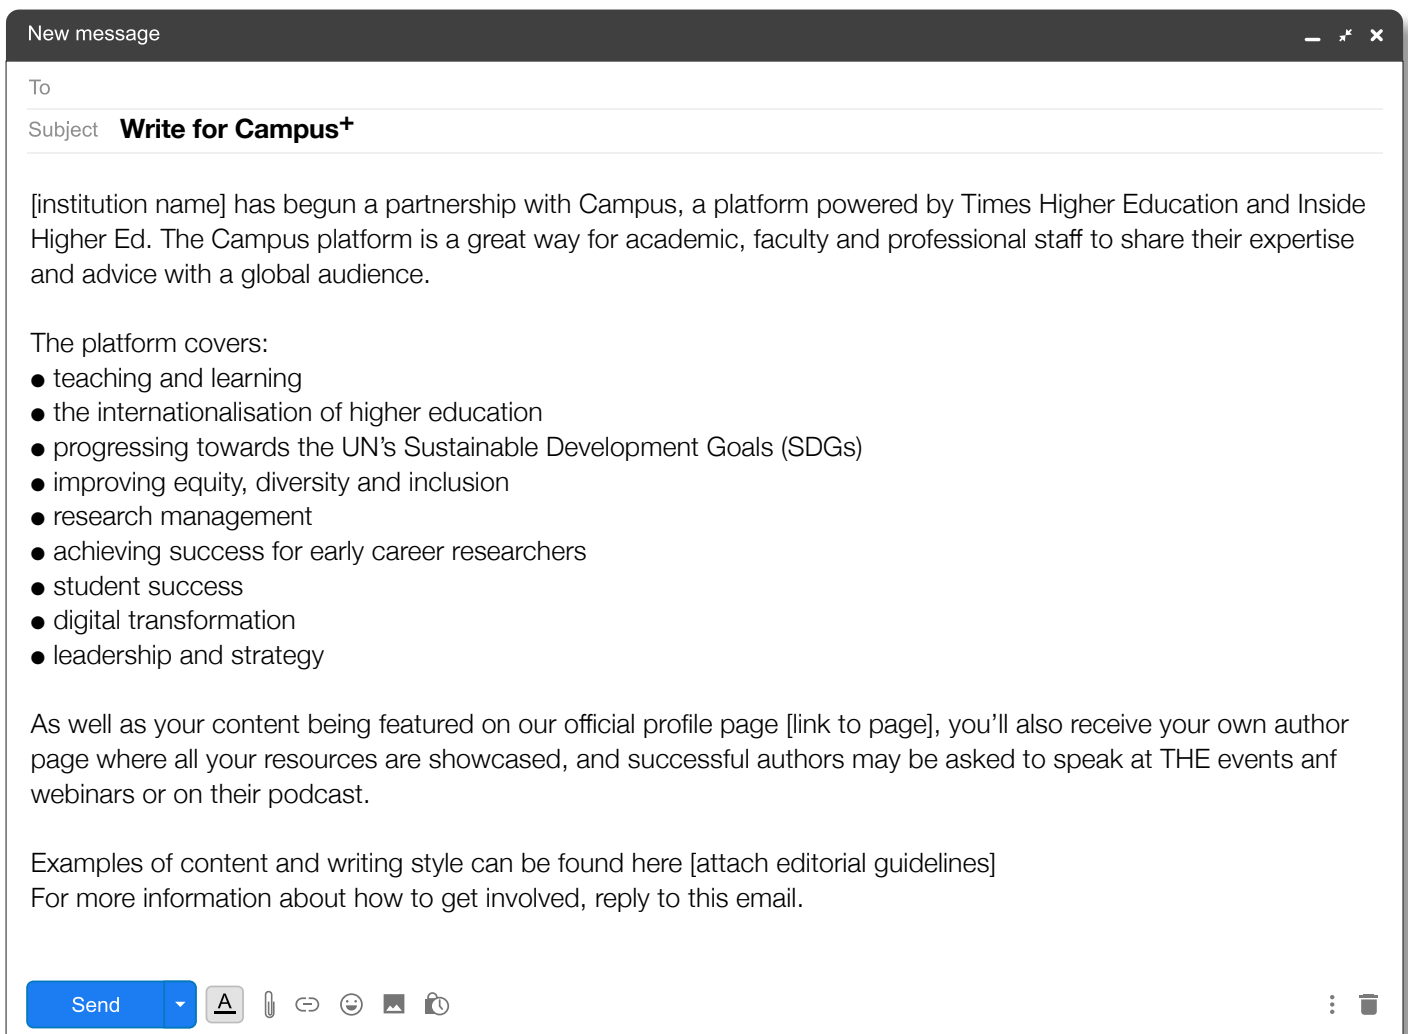 New message
To
Subject Write for Campus+
[institution name] has begun a partnership with Campus, a platform powered by Times Higher Education and Inside
Higher Ed. The Campus platform is a great way for academic, faculty and professional staff to share their expertise
and advice with a global audience.
The platform covers:
● teaching and learning
● the internationalisation of higher education
● progressing towards the UN’s Sustainable Development Goals (SDGs)
● improving equity, diversity and inclusion
● research management
● achieving success for early career researchers
● student success
● digital transformation
● leadership and strategy
As well as your content being featured on our official profile page [link to page], you’ll also receive your own author
page where all your resources are showcased, and successful authors may be asked to speak at THE events anf
webinars or on their podcast.
Examples of content and writing style can be found here [attach editorial guidelines]
For more information about how to get involved, reply to this email.
Send A